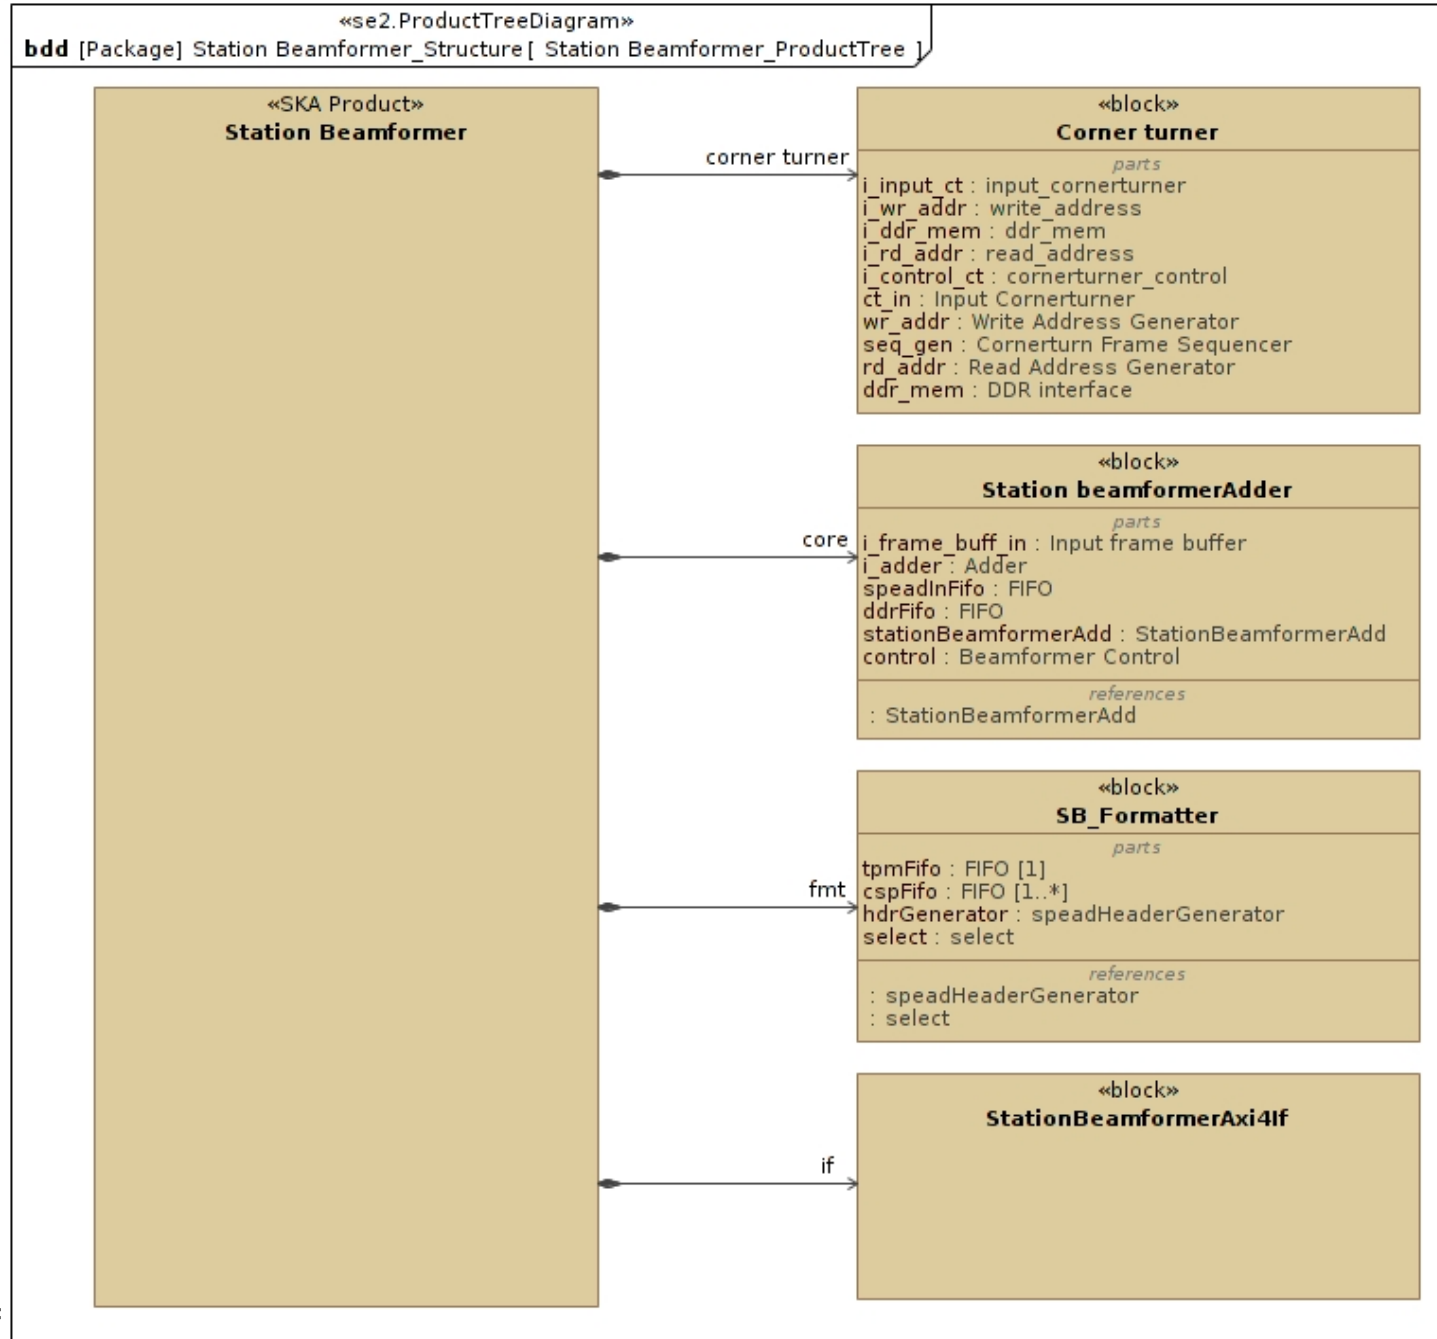 «se2.ProductTreeDiagram»
bdd [Package] Station Beamformer_Structure[ Station Beamformer_ProductTree ]
«SKA Product»
Station Beamformer
corner turner
«block»
Corner turner
parts
i_input_ct : input_cornerturner
i_wr_addr : write_address
i_ddr_mem : ddr_mem
i_rd_addr : read_address
i_control_ct : cornerturner_control
ct_in : Input Cornerturner
wr_addr : Write Address Generator
seq_gen : Cornerturn Frame Sequencer
rd_addr : Read Address Generator
ddr_mem : DDR interface
core
«block»
Station beamformerAdder
parts
i_frame_buff_in : Input frame buffer
i_adder : Adder
speadInFifo : FIFO
ddrFifo : FIFO
stationBeamformerAdd : StationBeamformerAdd
control : Beamformer Control
references
: StationBeamformerAdd
fmt
«block»
SB_Formatter
parts
tpmFifo : FIFO [1]
cspFifo : FIFO [1..*]
hdrGenerator : speadHeaderGenerator
select : select
references
: speadHeaderGenerator
: select
if
«block»
StationBeamformerAxi4If